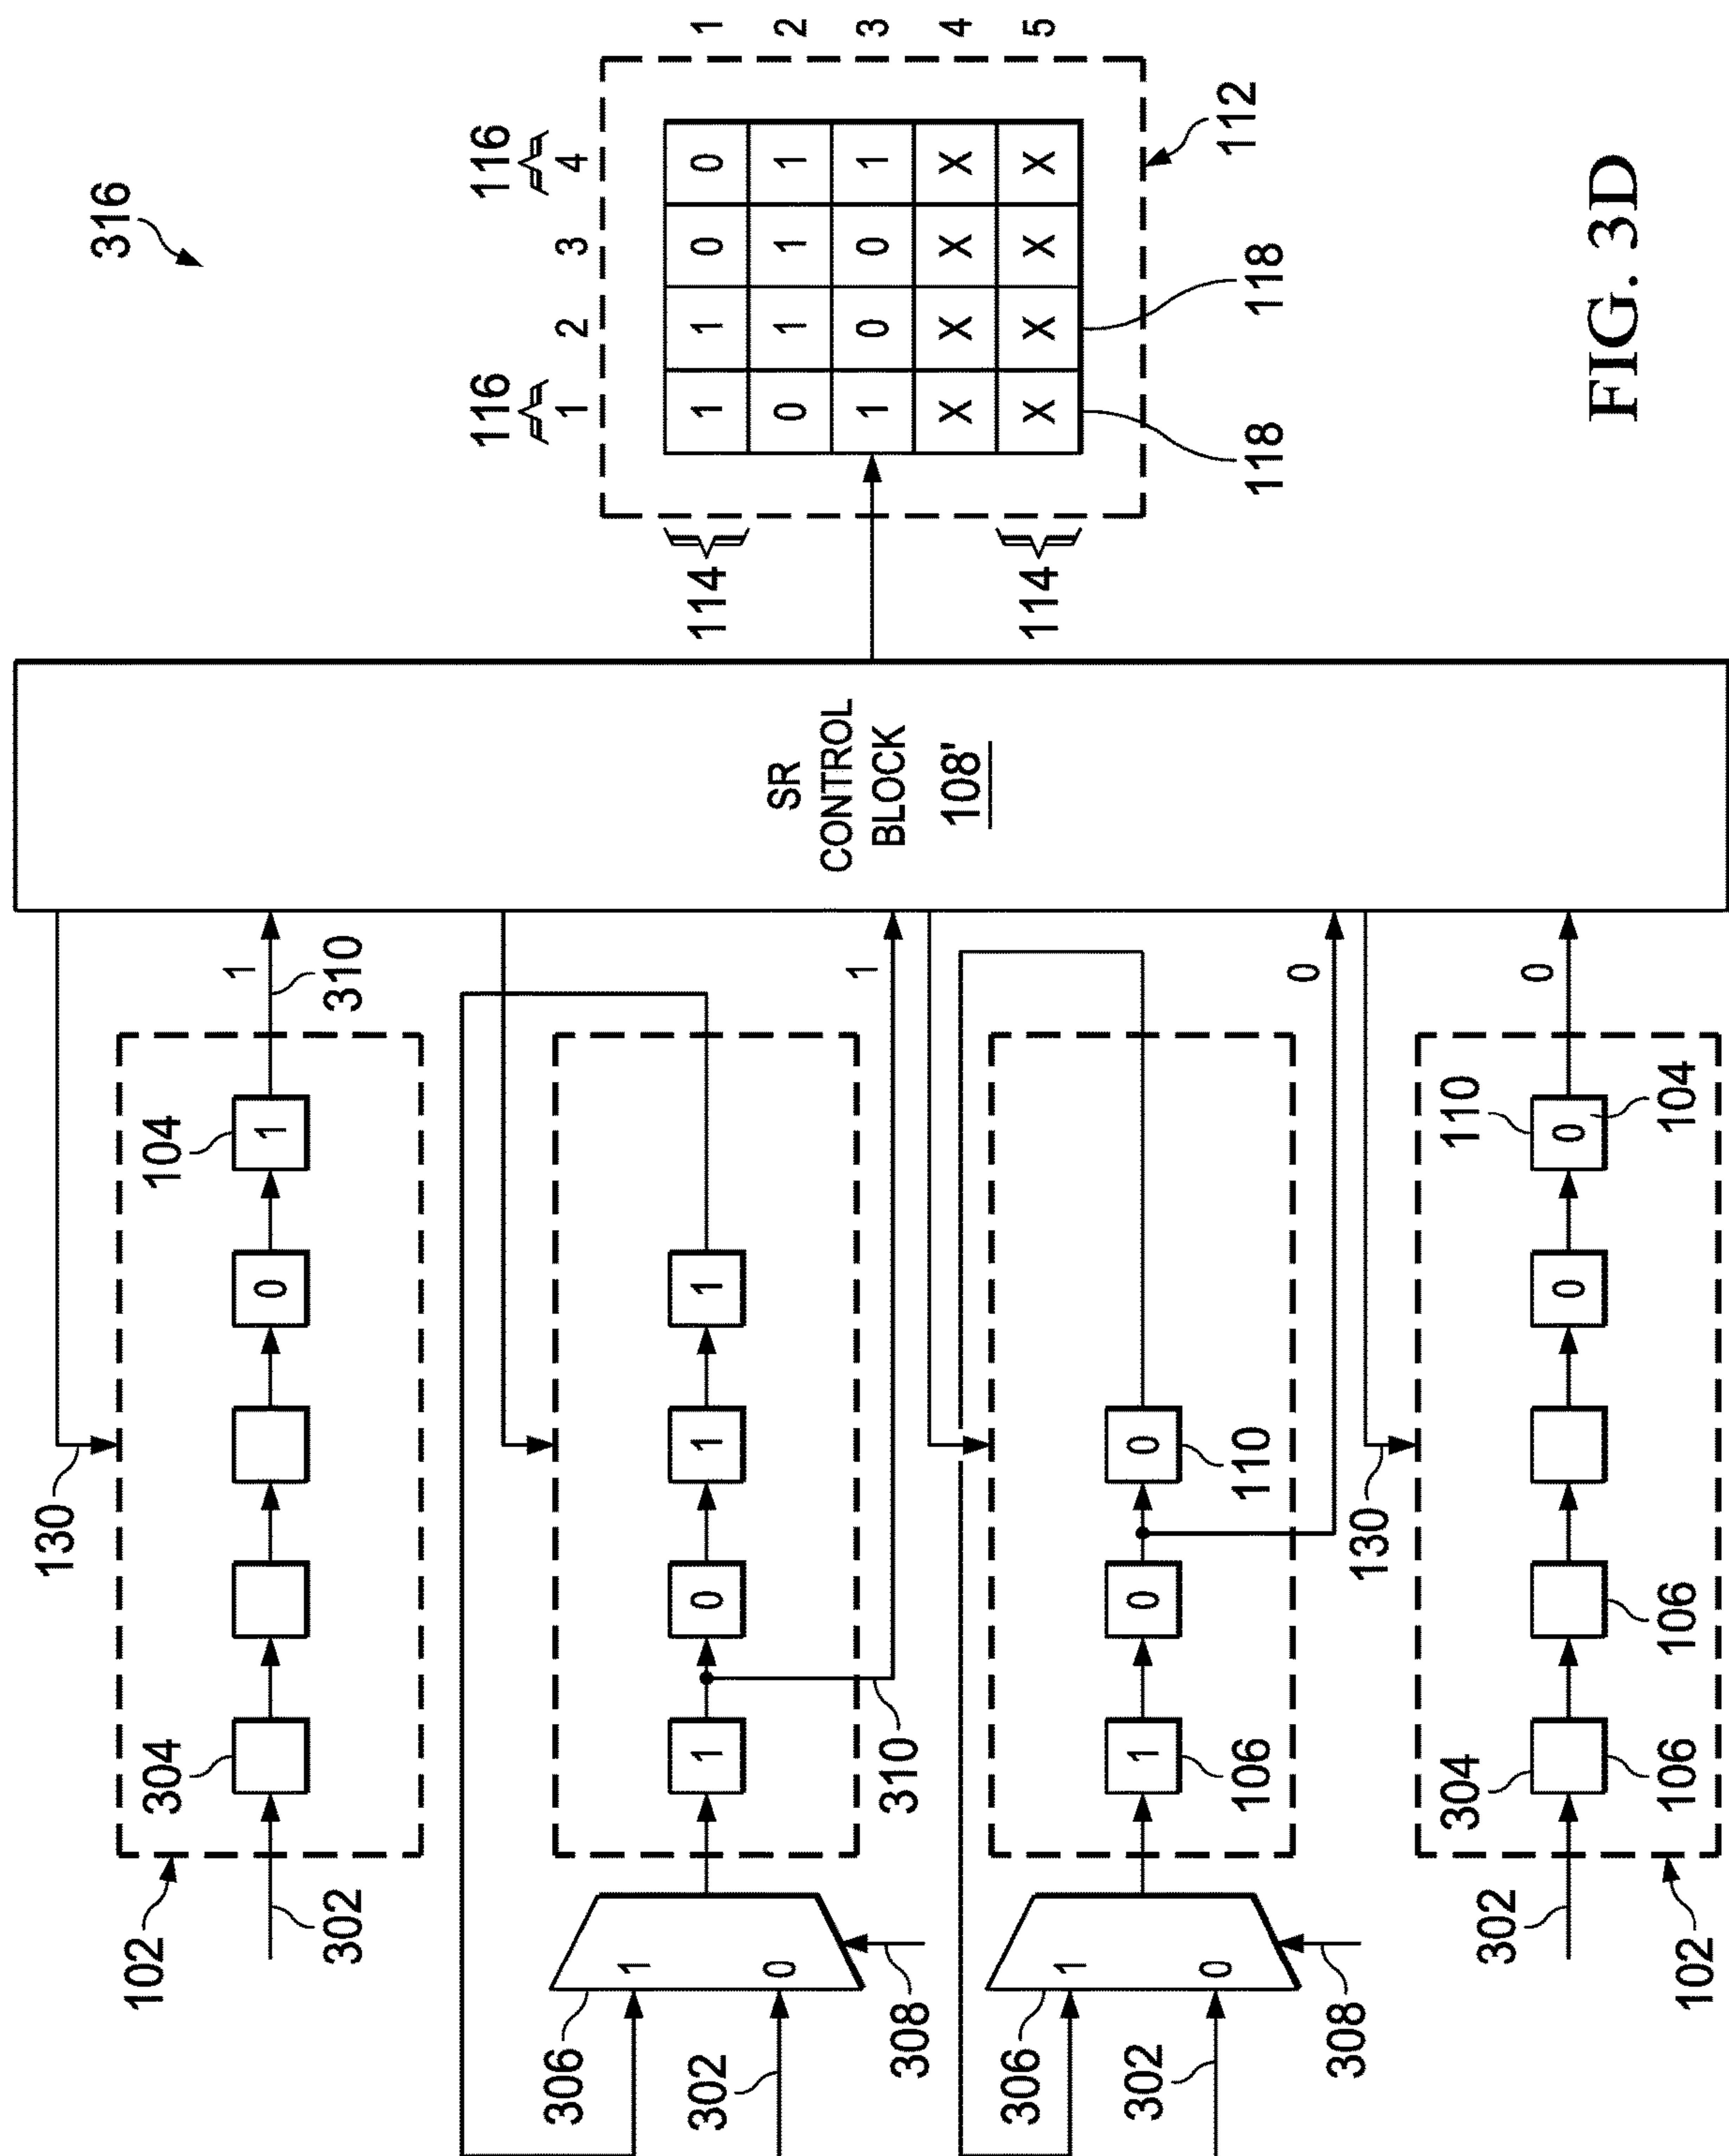 130
316
102 304 104
1
0 1
302 310
116 116
306
1 2 3 4
1
302 1 0 1 1 114 1 1 0 0 1
0 SR 0 1 1 1 2
CONTROL
1
BLOCK 1 0 0 1 3
308 310
108' X X X X 4
306 114 X X X X 5
1
302 1 0 0
0
106 110 112
118 118
0
308 130
304 110
302 0
0 0
FIG. 3D
102 106 106 104